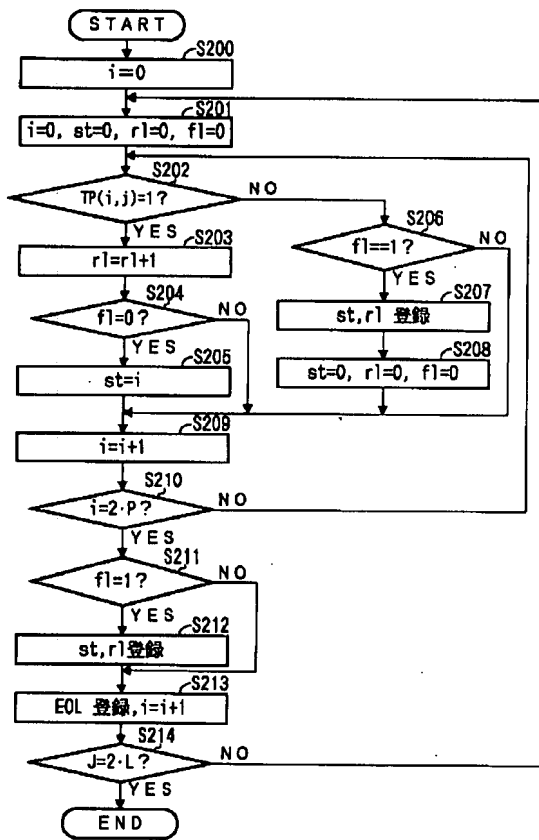 START
S200
i=0
S201
i=0, st=0, rl=0, fl=0
S202
TP(i,j)=1?
NO
YES
S203
rl=rl+1
S204
fl=0?
NO
YES
S205
st=i
S206
fl==1?
NO
YES
S207
st,rl 登録
S208
st=0, rl=0, fl=0
S209
i=i+1
S210
i=2·P?
NO
YES
S211
fl=1?
NO
YES
S212
st,rl登録
S213
EOL 登録,i=i+1
S214
J=2·L?
NO
YES
END